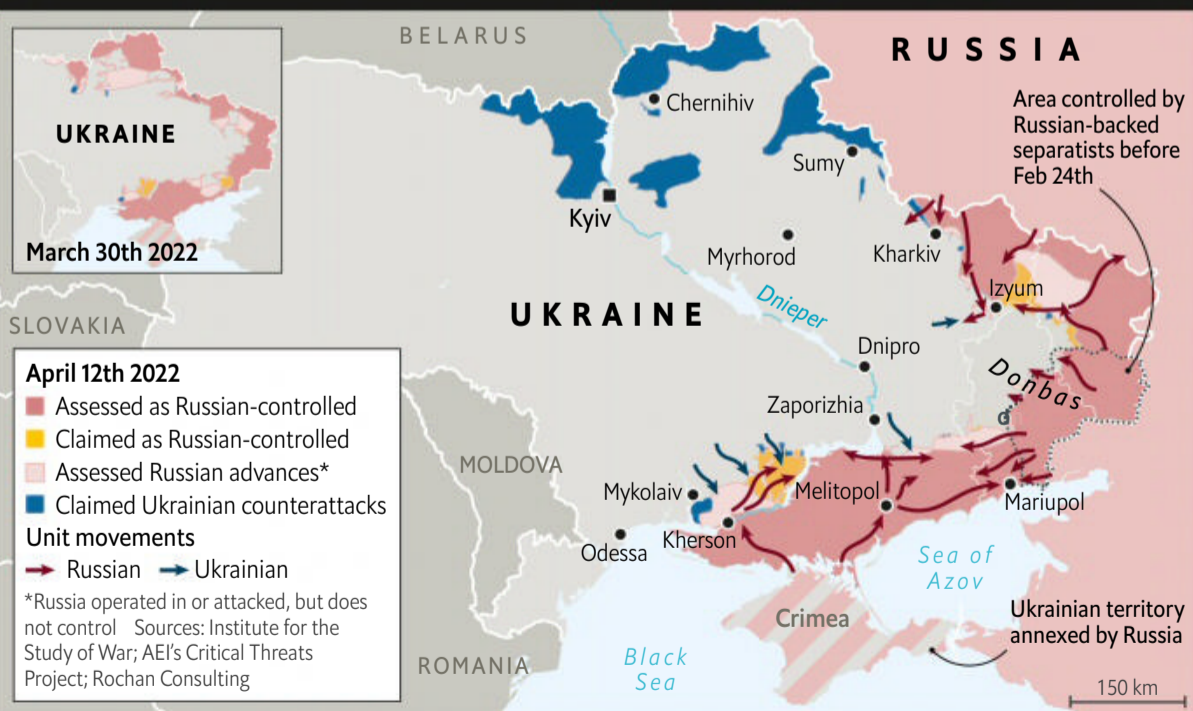 BELARUS
RUSSIA
UKRAINE
March 30th 2022
Chernihiv
Area controlled by
Russian-backed
separatists before
Feb 24th
Sumy
Kyiv
Kharkiv
Myrhorod
Izyum
SLOVAKIA
UKRAINE
Dnieper
Dnipro
Donbas
Zaporizhia
MOLDOVA
Mykolaiv
Melitopol
Mariupol
Kherson
Odessa
Sea of
Azov
Crimea
Ukrainian territory
annexed by Russia
Black
Sea
ROMANIA
150 km
April 12th 2022
Assessed as Russian-controlled
Claimed as Russian-controlled
Assessed Russian advances*
Claimed Ukrainian counterattacks
Unit movements
Russian Ukrainian
*Russia operated in or attacked, but does
not control Sources: Institute for the
Study of War; AEI's Critical Threats
Project; Rochan Consulting